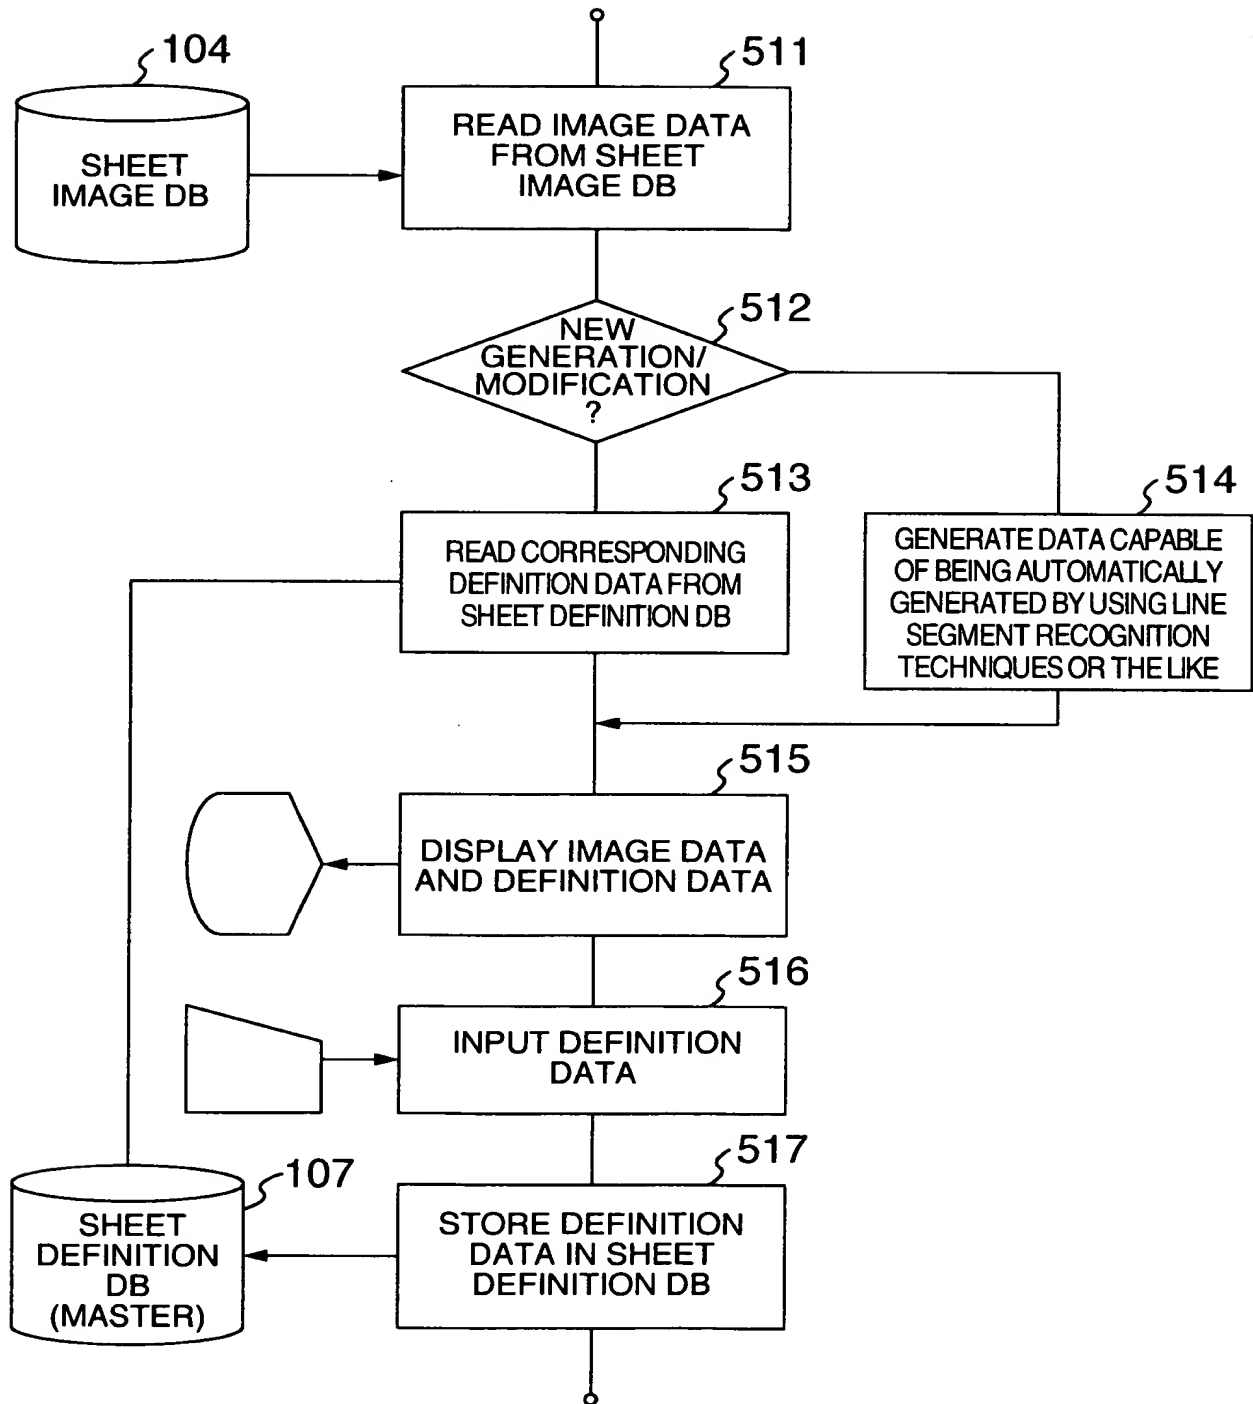 104
SHEET
IMAGE DB
511
READ IMAGE DATA
FROM SHEET
IMAGE DB
512
NEW
GENERATION/
MODIFICATION
?
513
READ CORRESPONDING
DEFINITION DATA FROM
SHEET DEFINITION DB
514
GENERATE DATA CAPABLE
OF BEING AUTOMATICALLY
GENERATED BY USING LINE
SEGMENT RECOGNITION
TECHNIQUES OR THE LIKE
515
DISPLAY IMAGE DATA
AND DEFINITION DATA
516
INPUT DEFINITION
DATA
107
SHEET
DEFINITION
DB
(MASTER)
517
STORE DEFINITION
DATA IN SHEET
DEFINITION DB